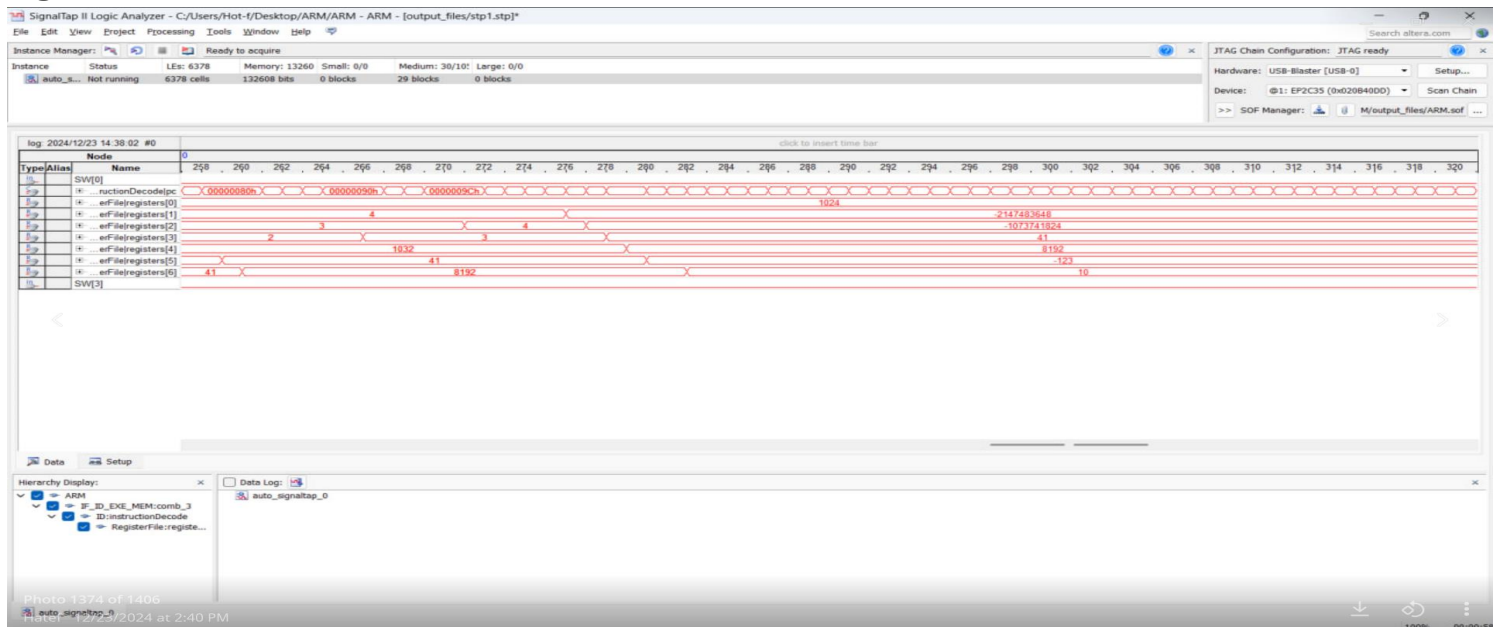 SignalTap II Logic Analyzer - C:/Users/Hot-f/Desktop/ARM/ARM - ARM - [output_files/stp1.stp]*
File Edit View Project Processing Tools Window Help
Search altera.com
Instance Manager: Ready to acquire
JTAG Chain Configuration: JTAG ready
Instance Status LEs: 6378 Memory: 13260 Small: 0/0 Medium: 30/10 Large: 0/0
auto_s... Not running 6378 cells 132608 bits 0 blocks 29 blocks 0 blocks
Hardware: USB-Blaster [USB-0] Setup...
Device: @1: EP2C35 (0x020B40DD) Scan Chain
>> SOF Manager: M/output_files/ARM.sof ...
log: 2024/12/23 14:38:02 #0
click to insert time bar
Node 0
Type Alias Name 258 260 262 264 266 268 270 272 274 276 278 280 282 284 286 288 290 292 294 296 298 300 302 304 306 308 310 312 314 316 318 320
SW[0]
...ructionDecode|pc 00000080h 00000090h 0000009Ch
...erFile|registers[0] 1024
...erFile|registers[1] 4 -2147483648
...erFile|registers[2] 3 4 -1073741824
...erFile|registers[3] 2 3 41
...erFile|registers[4] 1032 8192
...erFile|registers[5] 41 -123
...erFile|registers[6] 41 8192 10
SW[3]
Data Setup
Hierarchy Display:
Data Log:
ARM
auto_signaltap_0
IF_ID_EXE_MEM:comb_3
ID:instructionDecode
RegisterFile:registe...
Photo 1374 of 1406
auto_signaltap_0
12/23/2024 at 2:40 PM